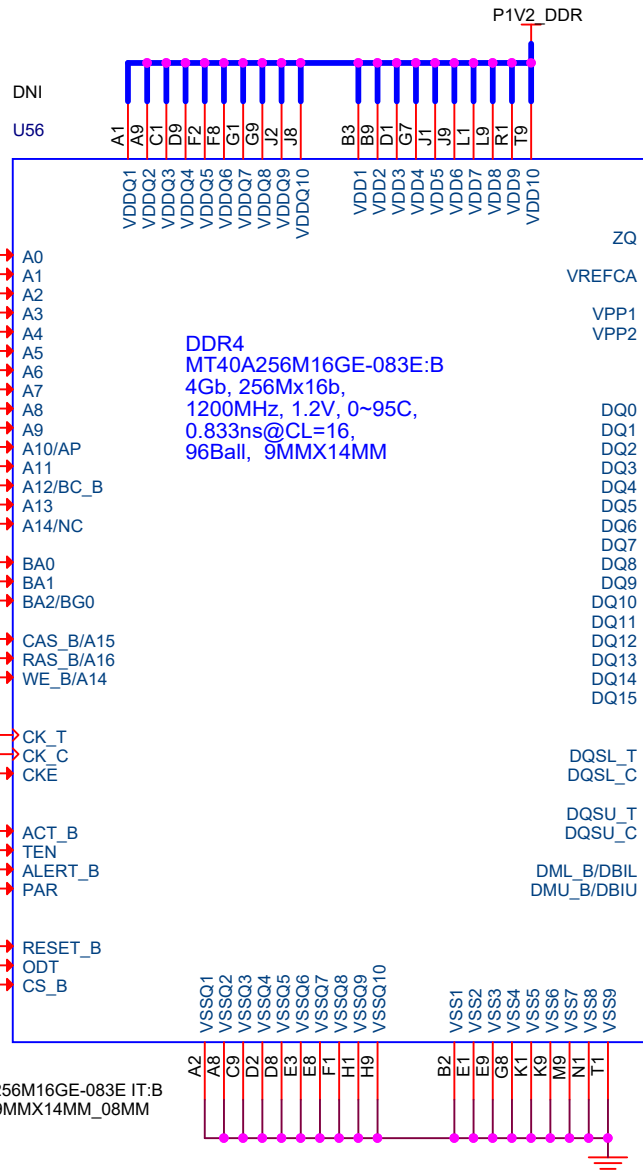 P1V2_DDR
DNI
U56
A1 A9 C1 D9 F2 F8 G1 G9 J2 J8 B3 B9 D1 G7 J1 J9 L1 L9 R1 T9
VDDQ1 VDDQ2 VDDQ3 VDDQ4 VDDQ5 VDDQ6 VDDQ7 VDDQ8 VDDQ9 VDDQ10 VDD1 VDD2 VDD3 VDD4 VDD5 VDD6 VDD7 VDD8 VDD9 VDD10
ZQ
VREFCA
VPP1
VPP2
A0
A1
A2
A3
A4
A5
A6
A7
A8
A9
A10/AP
A11
A12/BC_B
A13
A14/NC
BA0
BA1
BA2/BG0
CAS_B/A15
RAS_B/A16
WE_B/A14
CK_T
CK_C
CKE
ACT_B
TEN
ALERT_B
PAR
RESET_B
ODT
CS_B
DDR4
MT40A256M16GE-083E:B
4Gb, 256Mx16b,
1200MHz, 1.2V, 0~95C,
0.833ns@CL=16,
96Ball, 9MMX14MM
DQ0
DQ1
DQ2
DQ3
DQ4
DQ5
DQ6
DQ7
DQ8
DQ9
DQ10
DQ11
DQ12
DQ13
DQ14
DQ15
DQSL_T
DQSL_C
DQSU_T
DQSU_C
DML_B/DBIL
DMU_B/DBIU
VSSQ1 VSSQ2 VSSQ3 VSSQ4 VSSQ5 VSSQ6 VSSQ7 VSSQ8 VSSQ9 VSSQ10 VSS1 VSS2 VSS3 VSS4 VSS5 VSS6 VSS7 VSS8 VSS9
A2 A8 C9 D2 D8 E3 E8 F1 H1 H9 B2 E1 E9 G8 K1 K9 M9 N1 T1
256M16GE-083E IT:B
9MMX14MM_08MM